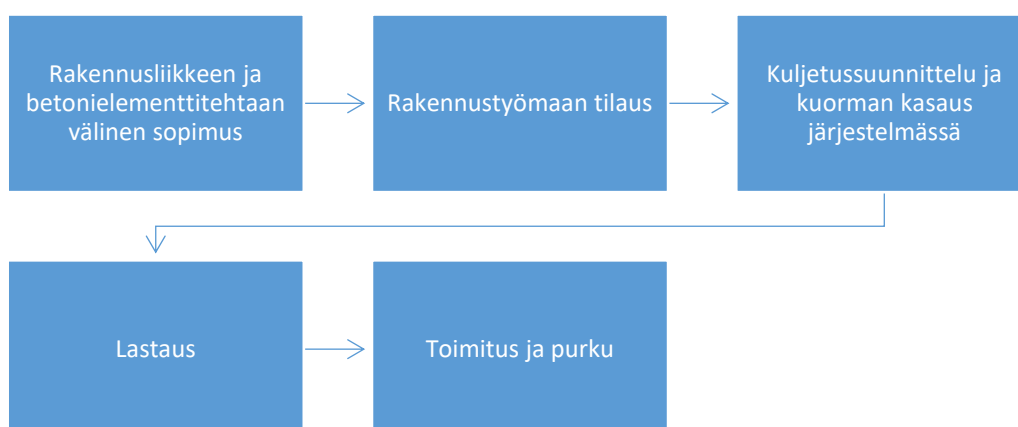 Rakennusliikkeen ja
betonielementtitehtaan
välinen sopimus
Rakennustyömaan tilaus
Kuljetussuunnittelu ja
kuorman kasaus
järjestelmässä
Lastaus
Toimitus ja purku